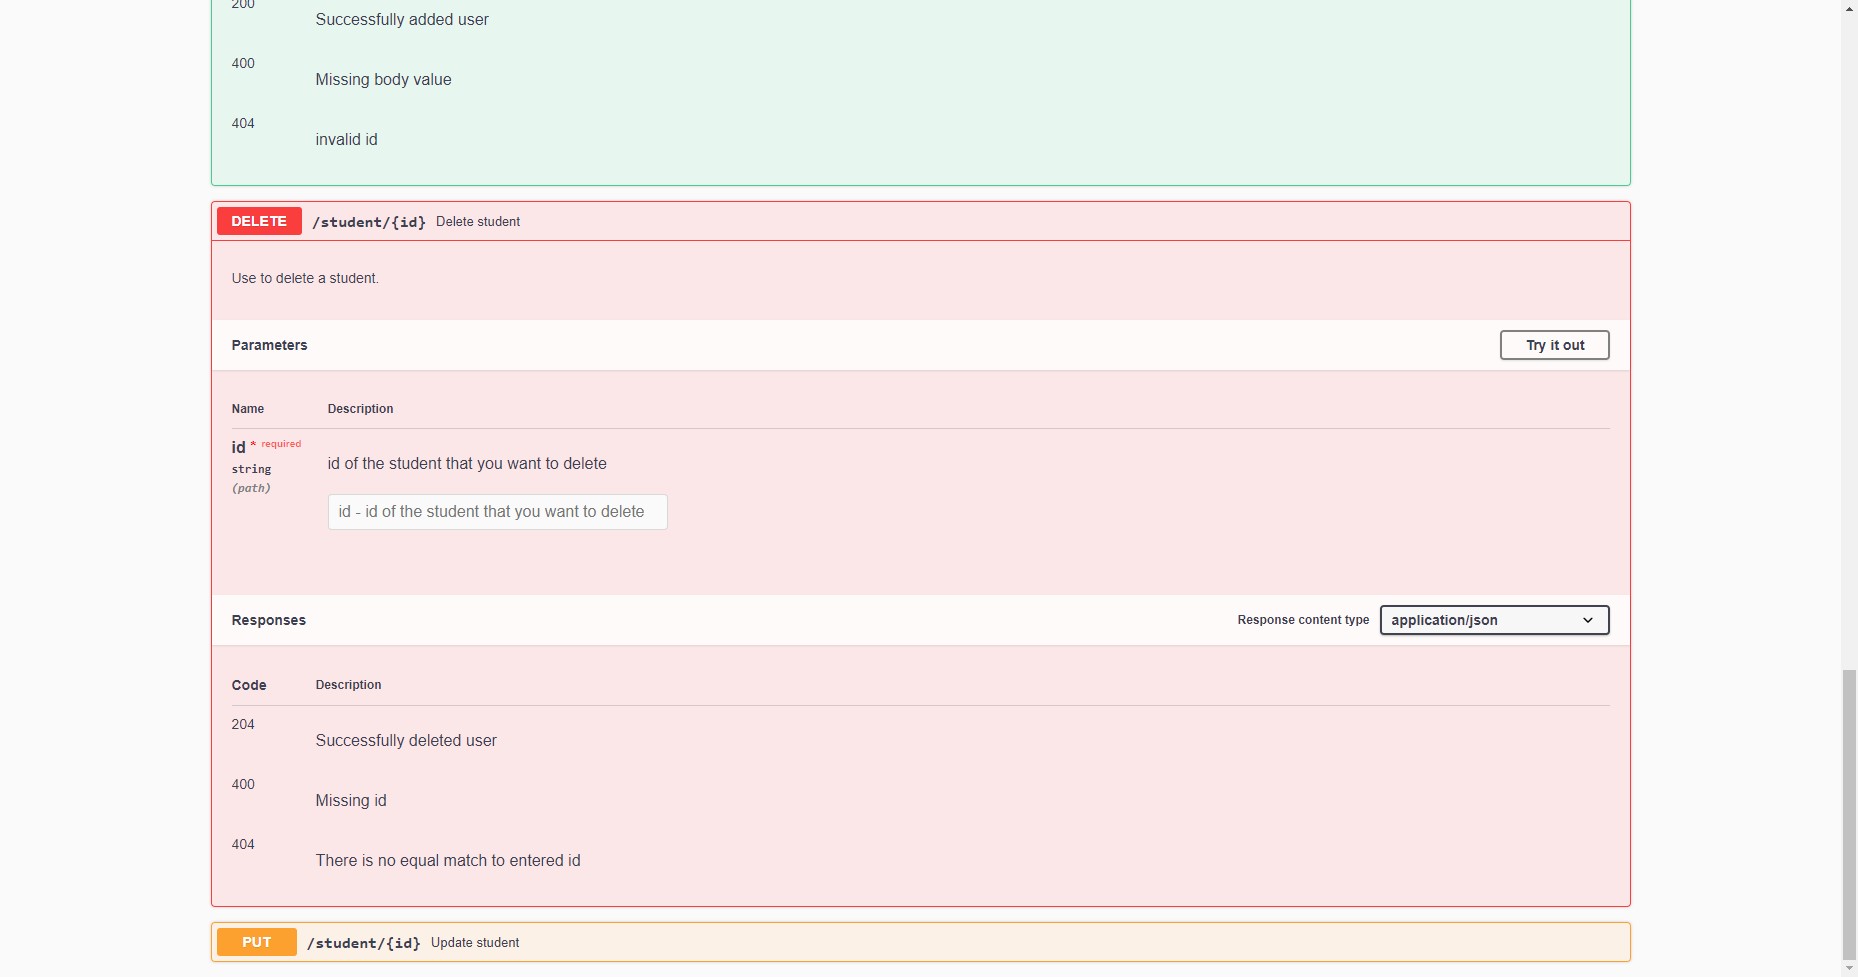 200
Successfully added user
400
Missing body value
404
invalid id
DELETE /student/{id} Delete student
Use to delete a student.
Parameters Try it out
Name Description
id * required
string
(path)
id of the student that you want to delete
id - id of the student that you want to delete
Responses Response content type application/json
Code Description
204
Successfully deleted user
400
Missing id
404
There is no equal match to entered id
PUT /student/{id} Update student